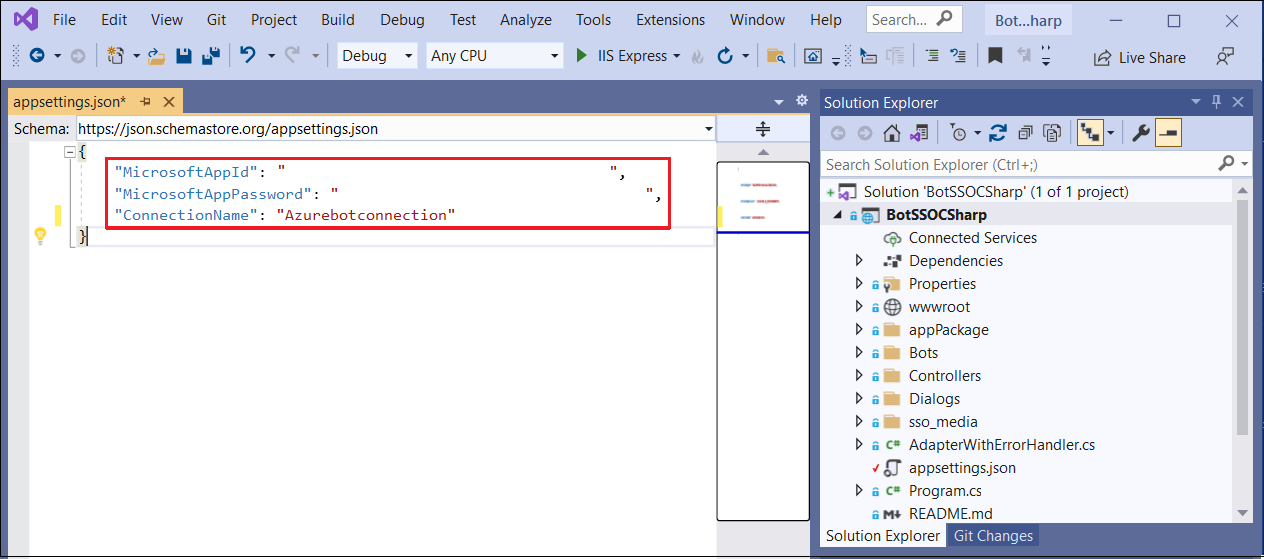 File Edit View Git Project Build Debug Test Analyze Tools Extensions Window Help Search... Bot...harp
Debug Any CPU IIS Express Live Share
appsettings.json*
Schema: https://json.schemastore.org/appsettings.json
{
"MicrosoftAppId": " ",
"MicrosoftAppPassword": " ",
"ConnectionName": "Azurebotconnection"
}
Solution Explorer
Search Solution Explorer (Ctrl+;)
Solution 'BotSSOCSharp' (1 of 1 project)
BotSSOCSharp
Connected Services
Dependencies
Properties
wwwroot
appPackage
Bots
Controllers
Dialogs
sso_media
C# AdapterWithErrorHandler.cs
appsettings.json
C# Program.cs
README.md
Solution Explorer Git Changes